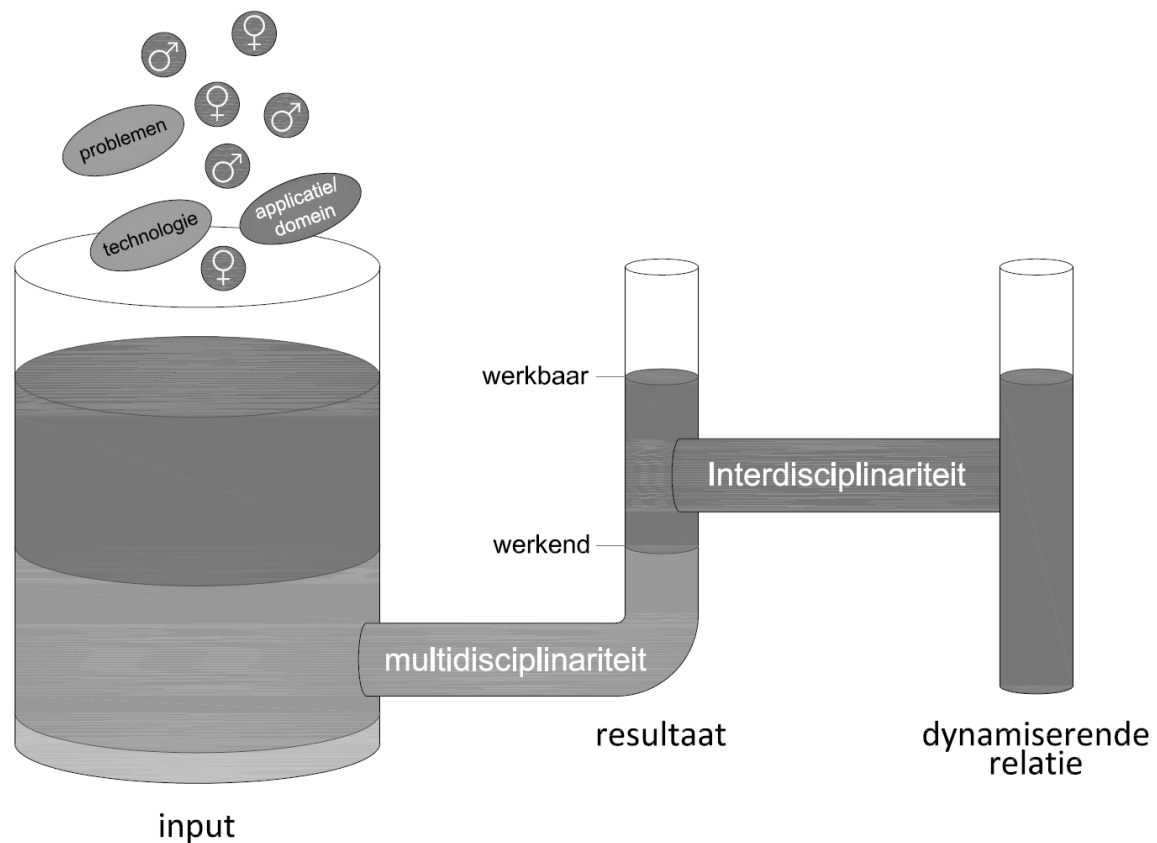 problemen
applicatie/
domein
technologie
werkbaar
Interdisciplinariteit
werkend
multidisciplinariteit
resultaat
dynamiserende
relatie
input